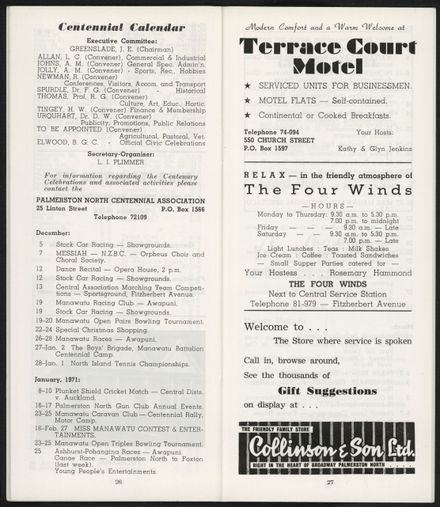 Centennial Calendar
Executive Committee:
GREENSLADE, J. E. (Chairman)
ALLAN, L. C. (Convener), Commercial & Industrial
JOHNS, A. M. (Convener) General Spec. Admin'n.
JOLLY, A. M. (Convener) - Sports, Rec., Hobbies
NEWMAN, R. (Convener)
Conferences, Visitors, Accom. and Transport
SPURDLE, Dr. F. G. (Convener) - Historical
THOMAS, Prof. R. G. (Convener)
Culture, Art, Educ., Hortic.
TINGEY, H. W. (Convener) Finance & Membership
URQUHART, Dr. D. W. (Convener)
Publicity, Promotions, Public Relations
TO BE APPOINTED (Convener)
Agricultural, Pastoral, Vet.
ELWOOD, B. G. C. - Official Civic Celebrations
Secretary-Organiser:
L. I. PLIMMER
For information regarding the Centenary
Celebrations and associated activities please
contact the
PALMERSTON NORTH CENTENNIAL ASSOCIATION
25 Linton Street P.O. Box 1566
Telephone 72109
December:
5 Stock Car Racing — Showgrounds.
7 MESSIAH — N.Z.B.C. — Orpheus Choir and
Choral Society.
12 Dance Recital — Opera House, 2 p.m.
12 Stock Car Racing — Showgrounds.
13 Central Association Marching Team Competi-
tions — Sportsground, Fitzherbert Avenue.
19 Manawatu Racing Club — Awapuni.
19 Stock Car Racing — Showgrounds.
19-20 Manawatu Open Pairs Bowling Tournament.
22-24 Special Christmas Shopping.
26-28 Manawatu Races — Awapuni.
27-Jan. 2 The Boys' Brigade, Manawatu Battalion
Centennial Camp.
28-Jan. 1 North Island Tennis Championships.
January, 1971:
8-10 Plunket Shield Cricket Match — Central Dists.
v. Auckland.
16-17 Palmerston North Gun Club Annual Events.
23-25 Manawatu Caravan Club — Centennial Rally,
Motor Camp.
18-Feb. 27 MISS MANAWATU CONTEST & ENTER-
TAINMENTS.
23-25 Manawatu Open Triples Bowling Tournament.
25 Ashhurst-Pohangina Races — Awapuni.
Canoe Race — Palmerston North to Foxton
(last week).
Young People's Entertainments.
26
Modern Comfort and a Warm Welcome at
Terrace Court
Motel
★ SERVICED UNITS FOR BUSINESSMEN.
★ MOTEL FLATS — Self-contained.
★ Continental or Cooked Breakfasts.
Telephone 74-094 Your Hosts:
550 CHURCH STREET
P.O. Box 1597 Kathy & Glyn Jenkins
RELAX — in the friendly atmosphere of
The Four Winds
— HOURS —
Monday to Thursday: 9.30 a.m. to 5.30 p.m.
7.00 p.m. to midnight
Friday — — — 9.30 a.m. — Late
Saturday — — 9.30 a.m. to 5.30 p.m.
7.00 p.m. — Late
Light Lunches : Teas : Milk Shakes
Ice Cream : Coffee : Toasted Sandwiches
— Small Supper Parties catered for —
Your Hostess . . . Rosemary Hammond
THE FOUR WINDS
Next to Central Service Station
Telephone 81-979 — Fitzherbert Avenue
Welcome to . . .
The Store where service is spoken
Call in, browse around,
See the thousands of
Gift Suggestions
on display at . . .
THE FRIENDLY FAMILY STORE
Collinson & Son Ltd.
RIGHT IN THE HEART OF BROADWAY PALMERSTON NORTH
27